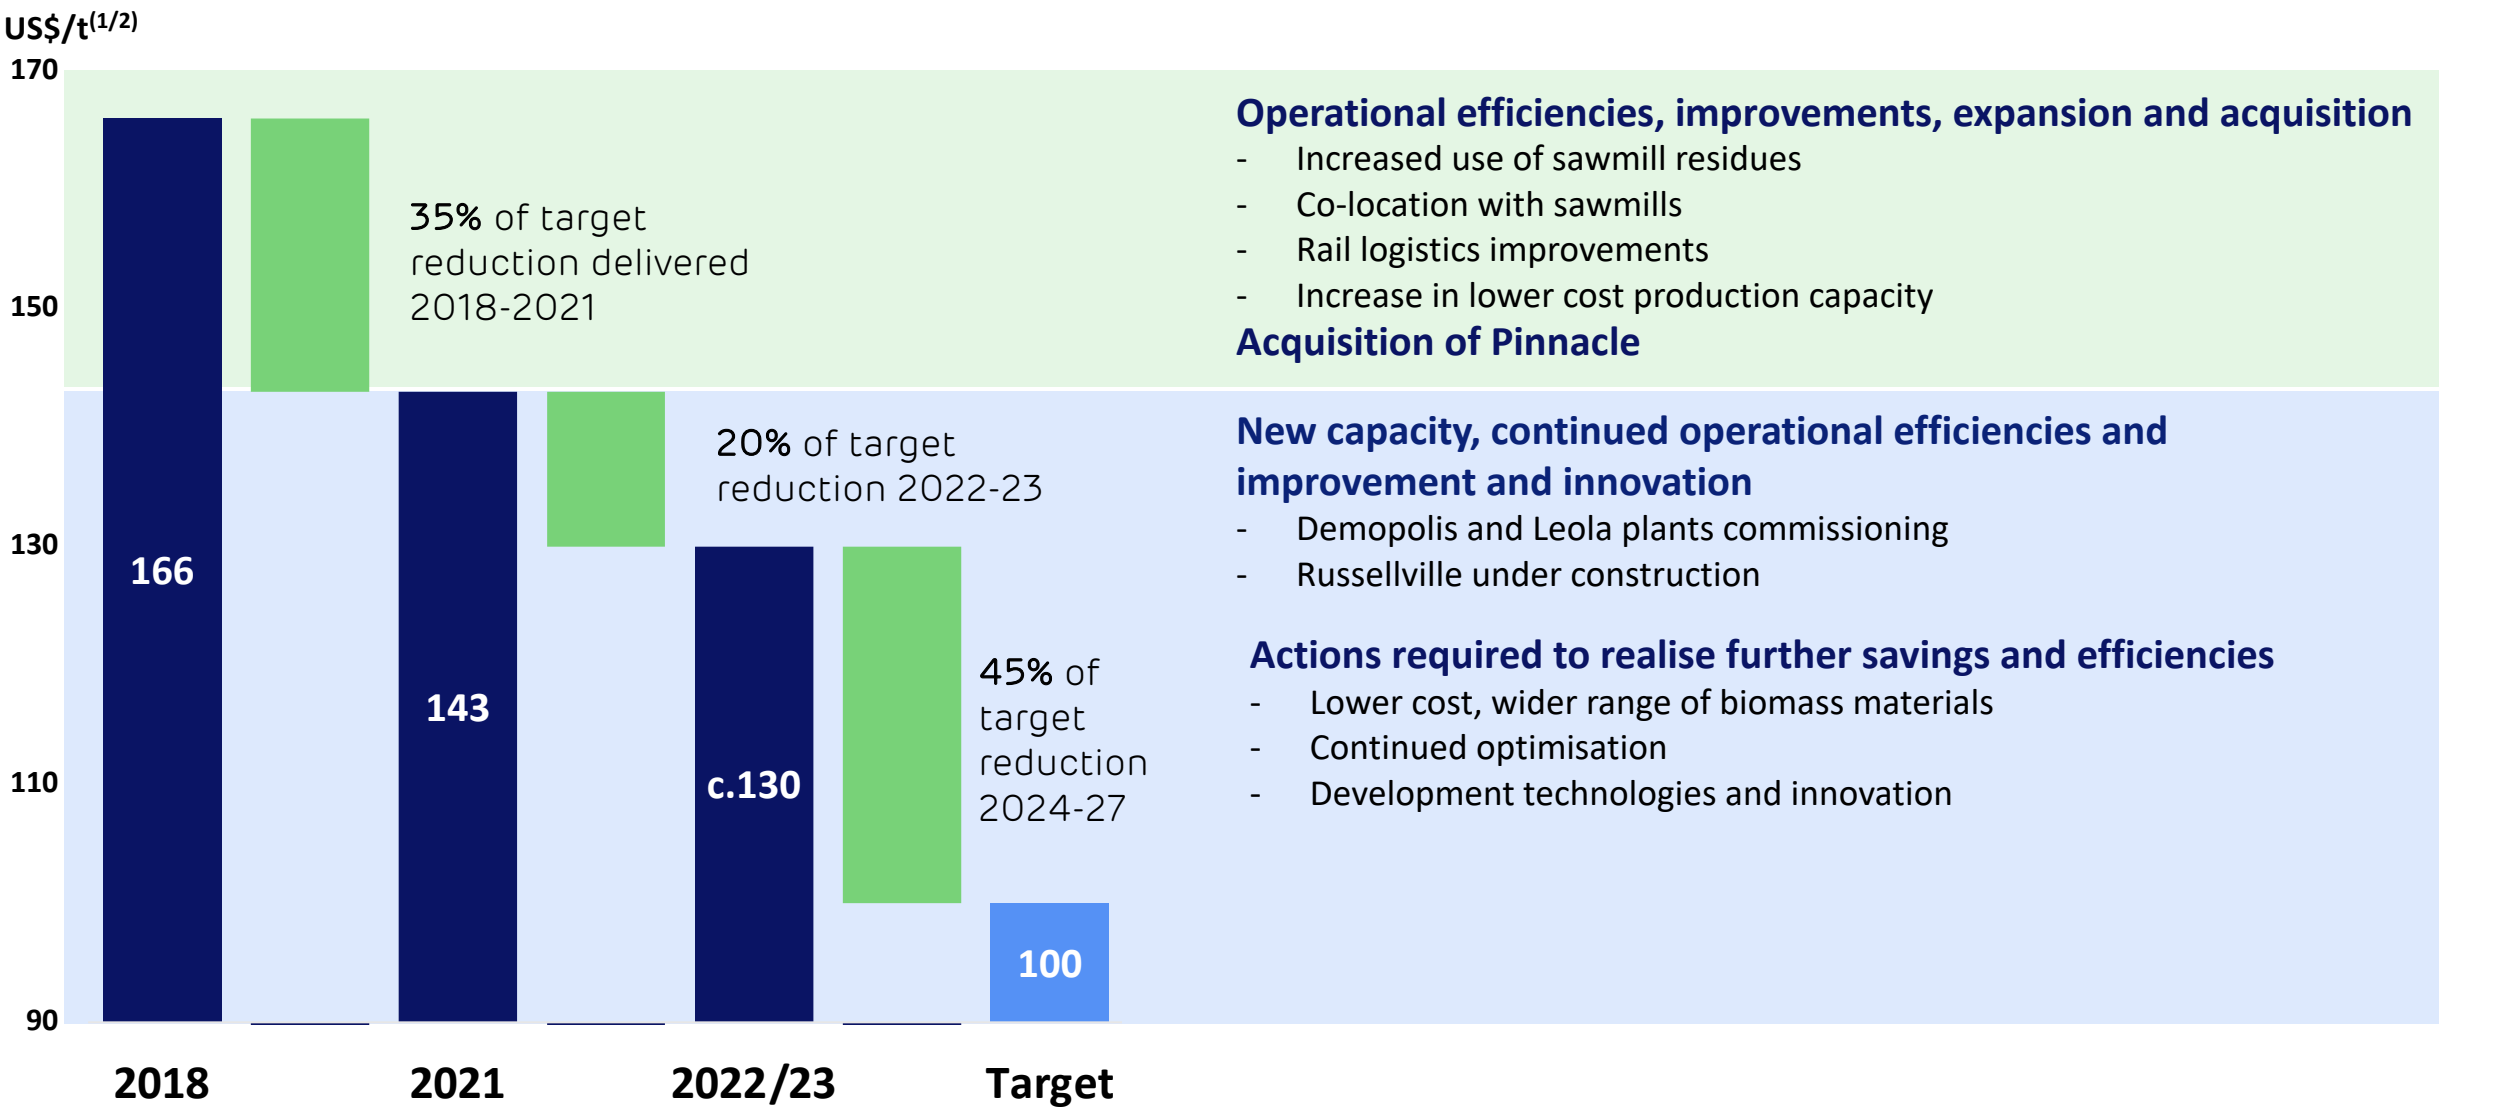 US$/t(1/2)
170
150
130
110
90
166
143
c.130
100
35% of target
reduction delivered
2018-2021
20% of target
reduction 2022-23
45% of
target
reduction
2024-27
2018
2021
2022/23
Target
Operational efficiencies, improvements, expansion and acquisition
- Increased use of sawmill residues
- Co-location with sawmills
- Rail logistics improvements
- Increase in lower cost production capacity
Acquisition of Pinnacle
New capacity, continued operational efficiencies and
improvement and innovation
- Demopolis and Leola plants commissioning
- Russellville under construction
Actions required to realise further savings and efficiencies
- Lower cost, wider range of biomass materials
- Continued optimisation
- Development technologies and innovation